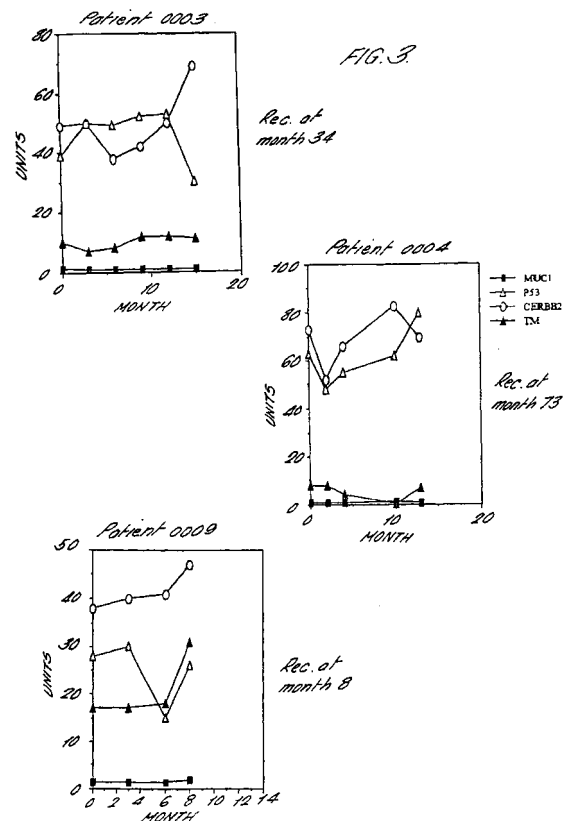 Patient 0003
FIG. 3.
80
60
40
20
0
UNITS
0
10
20
MONTH
Rec. at
month 34
Patient 0004
100
80
60
40
20
0
UNITS
0
10
20
MONTH
MUC1
P53
CERBB2
TM
Rec. at
month 73
Patient 0009
50
40
30
20
10
0
UNITS
0 2 4 6 8 10 12 14
MONTH
Rec. at
month 8